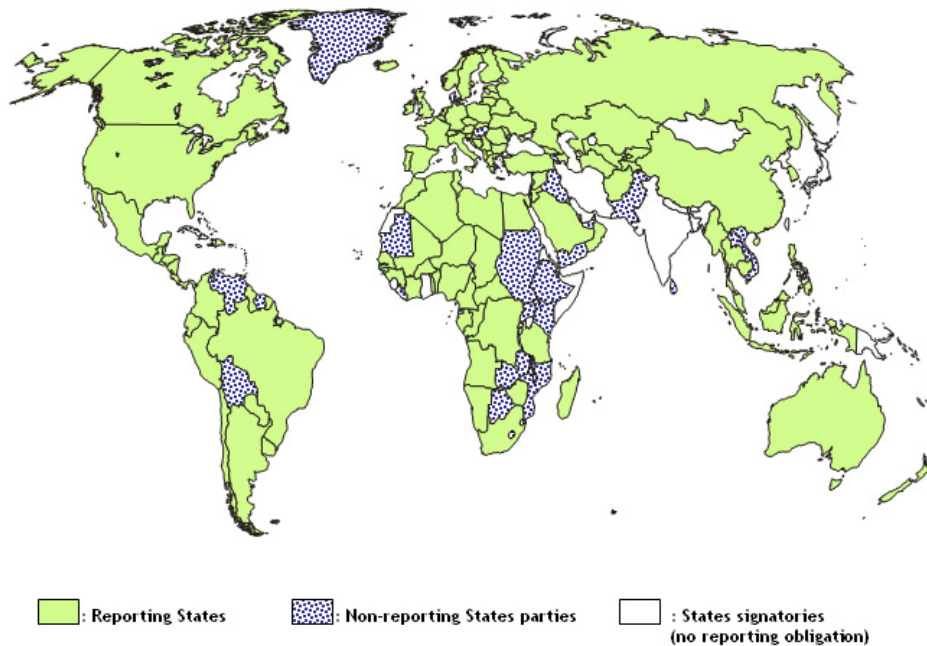 : Reporting States
: Non-reporting States parties
: States signatories
(no reporting obligation)